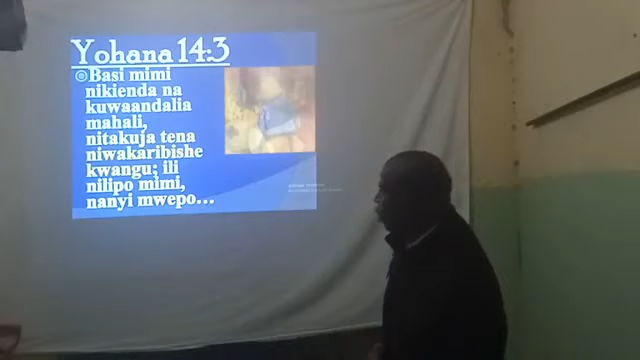 Yohana 14:3
Basi mimi
nikienda na
kuwaandalia
mahali,
nitakuja tena
niwakaribishe
kwangu; ili
nilipo mimi,
nanyi mwepo...